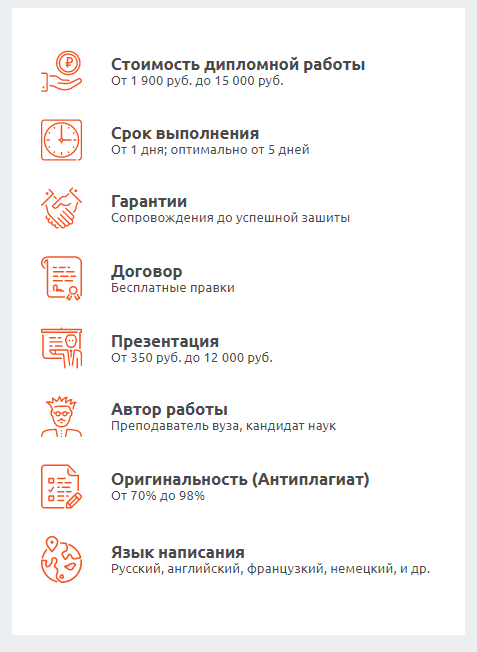 Стоимость дипломной работы
От 1 900 руб. до 15 000 руб.
Срок выполнения
От 1 дня; оптимально от 5 дней
Гарантии
Сопровождения до успешной зашиты
Договор
Бесплатные правки
Презентация
От 350 руб. до 12 000 руб.
Автор работы
Преподаватель вуза, кандидат наук
Оригинальность (Антиплагиат)
От 70% до 98%
Язык написания
Русский, английский, французкий, немецкий, и др.